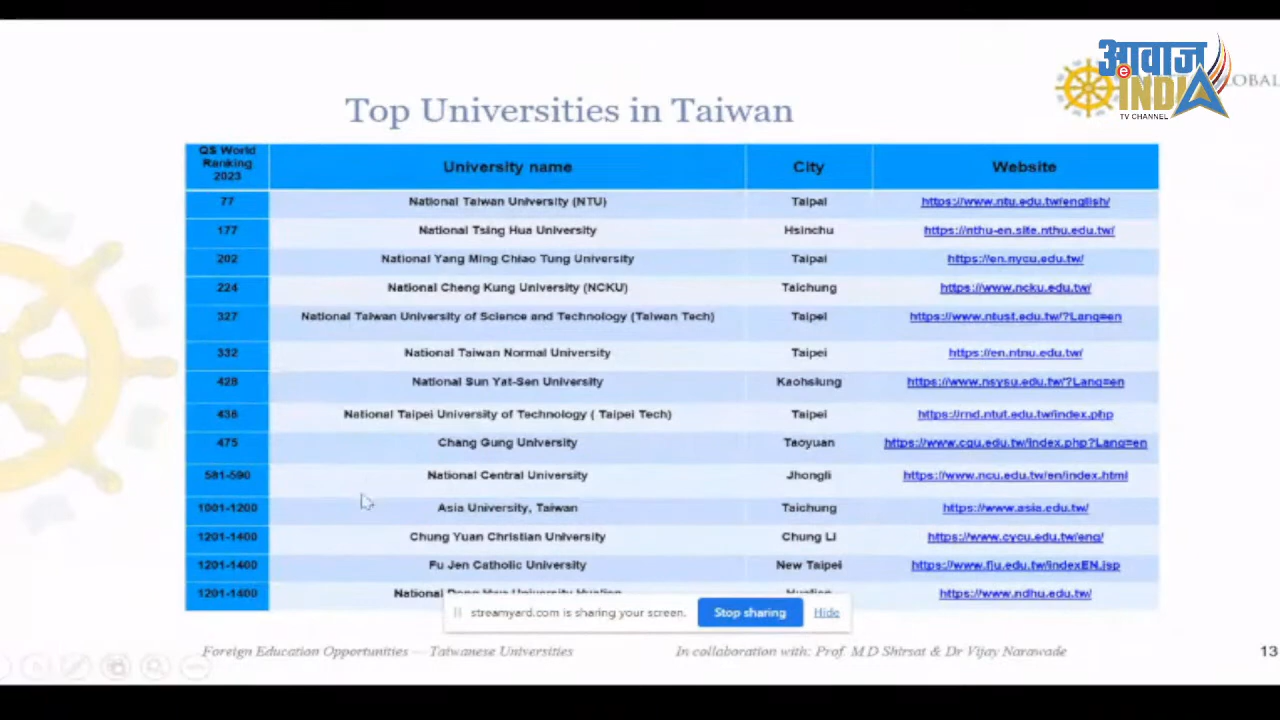 आवाज
e
INDIA
TV CHANNEL
OBAL
Top Universities in Taiwan
QS World Ranking 2023 University name City Website
77 National Taiwan University (NTU) Taipai https://www.ntu.edu.tw/english/
177 National Tsing Hua University Hsinchu https://nthu-en.site.nthu.edu.tw/
202 National Yang Ming Chiao Tung University Taipai https://en.nycu.edu.tw/
224 National Cheng Kung University (NCKU) Taichung https://www.ncku.edu.tw/
327 National Taiwan University of Science and Technology (Taiwan Tech) Taipei https://www.ntust.edu.tw/?Lang=en
332 National Taiwan Normal University Taipei https://en.ntnu.edu.tw/
428 National Sun Yat-Sen University Kaohsiung https://www.nsysu.edu.tw/?Lang=en
436 National Taipei University of Technology ( Taipei Tech) Taipei https://rnd.ntut.edu.tw/index.php
475 Chang Gung University Taoyuan https://www.cgu.edu.tw/index.php?Lang=en
581-590 National Central University Jhongli https://www.ncu.edu.tw/en/index.html
1001-1200 Asia University, Taiwan Taichung https://www.asia.edu.tw/
1201-1400 Chung Yuan Christian University Chung Li https://www.cycu.edu.tw/eng/
1201-1400 Fu Jen Catholic University New Taipei https://www.fju.edu.tw/indexEN.jsp
1201-1400 National https://www.ndhu.edu.tw/
streamyard.com is sharing your screen. Stop sharing Hide
Foreign Education Opportunities — Taiwanese Universities In collaboration with: Prof. M D Shirsat & Dr Vijay Narawade 13